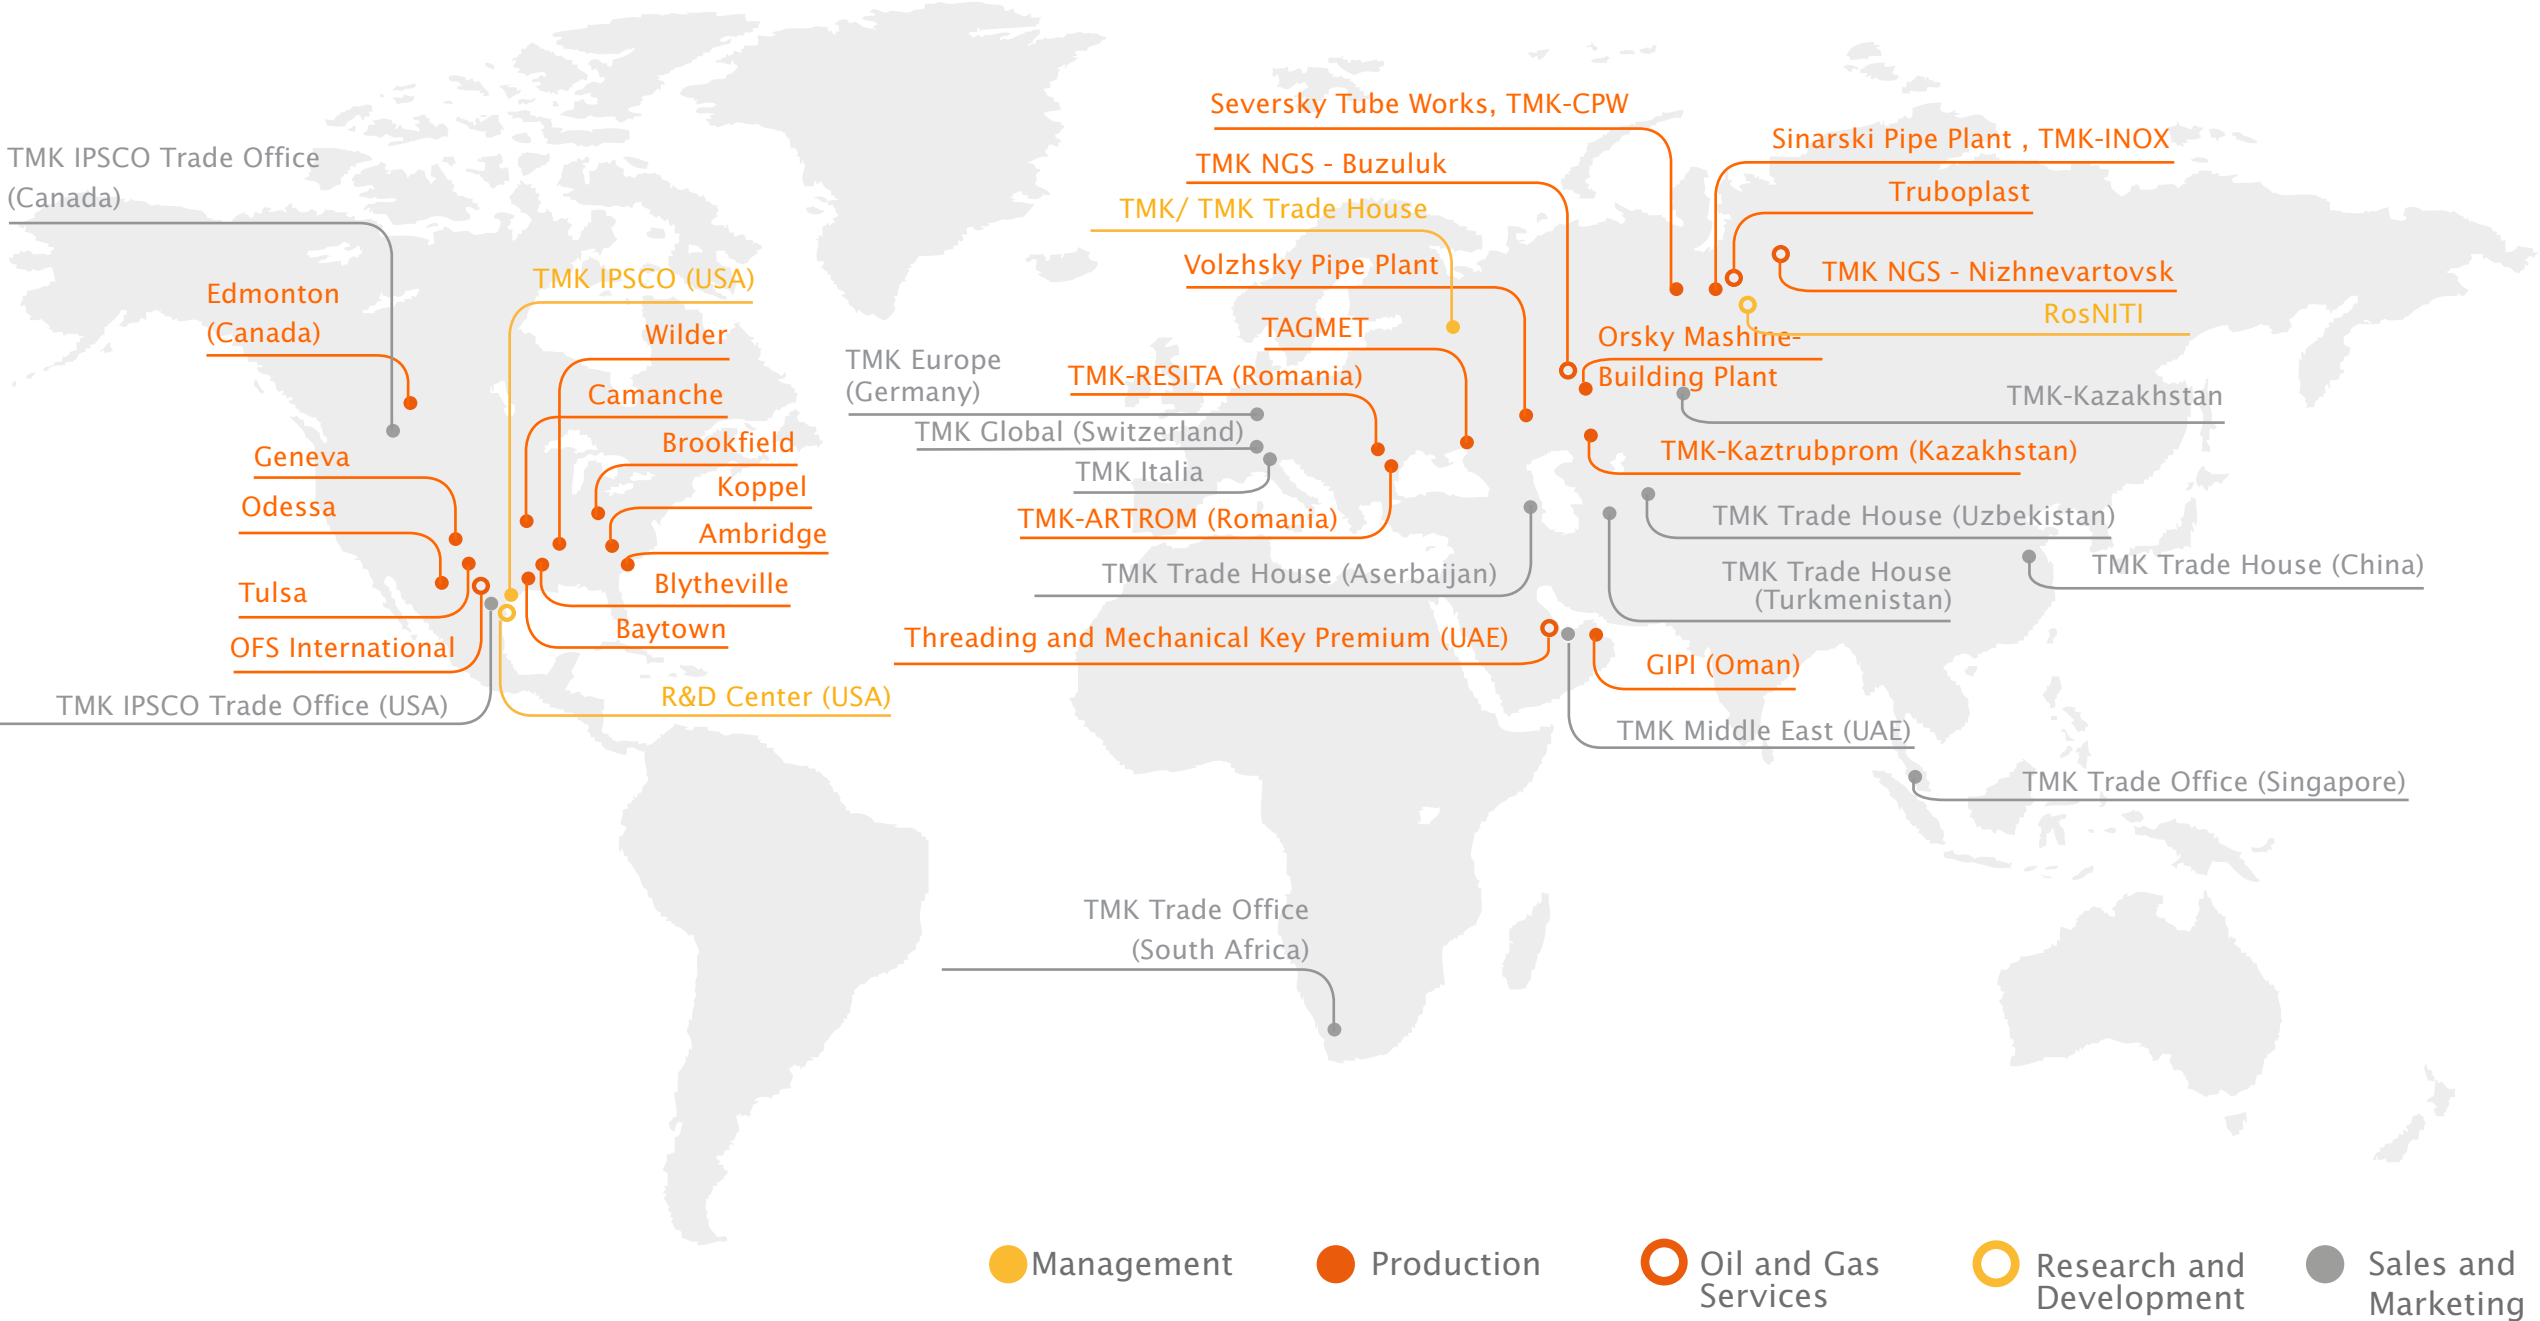 Seversky Tube Works, TMK-CPW
Sinarski Pipe Plant , TMK-INOX
TMK IPSCO Trade Office
(Canada)
TMK NGS - Buzuluk
Truboplast
TMK/ TMK Trade House
Volzhsky Pipe Plant
TMK NGS - Nizhnevartovsk
TMK IPSCO (USA)
Edmonton
(Canada)
RosNITI
Wilder
TAGMET
Orsky Mashine-
Building Plant
TMK Europe
(Germany)
TMK-RESITA (Romania)
Camanche
TMK-Kazakhstan
TMK Global (Switzerland)
Brookfield
TMK-Kaztrubprom (Kazakhstan)
Geneva
TMK Italia
Koppel
Odessa
TMK-ARTROM (Romania)
TMK Trade House (Uzbekistan)
Ambridge
TMK Trade House (Aserbaijan)
TMK Trade House
(Turkmenistan)
TMK Trade House (China)
Blytheville
Tulsa
Baytown
Threading and Mechanical Key Premium (UAE)
OFS International
GIPI (Oman)
R&D Center (USA)
TMK IPSCO Trade Office (USA)
TMK Middle East (UAE)
TMK Trade Office (Singapore)
TMK Trade Office
(South Africa)
Management
Production
Oil and Gas
Services
Research and
Development
Sales and
Marketing